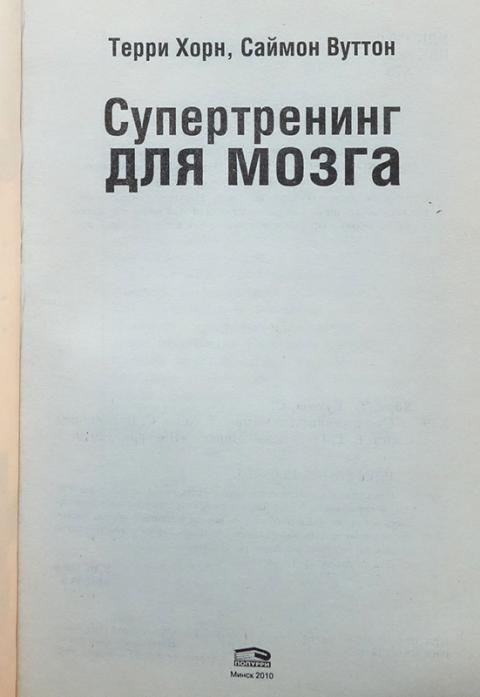 Терри Хорн, Саймон Вуттон
Супертренинг
для мозга
ПОПУРРИ
Минск 2010